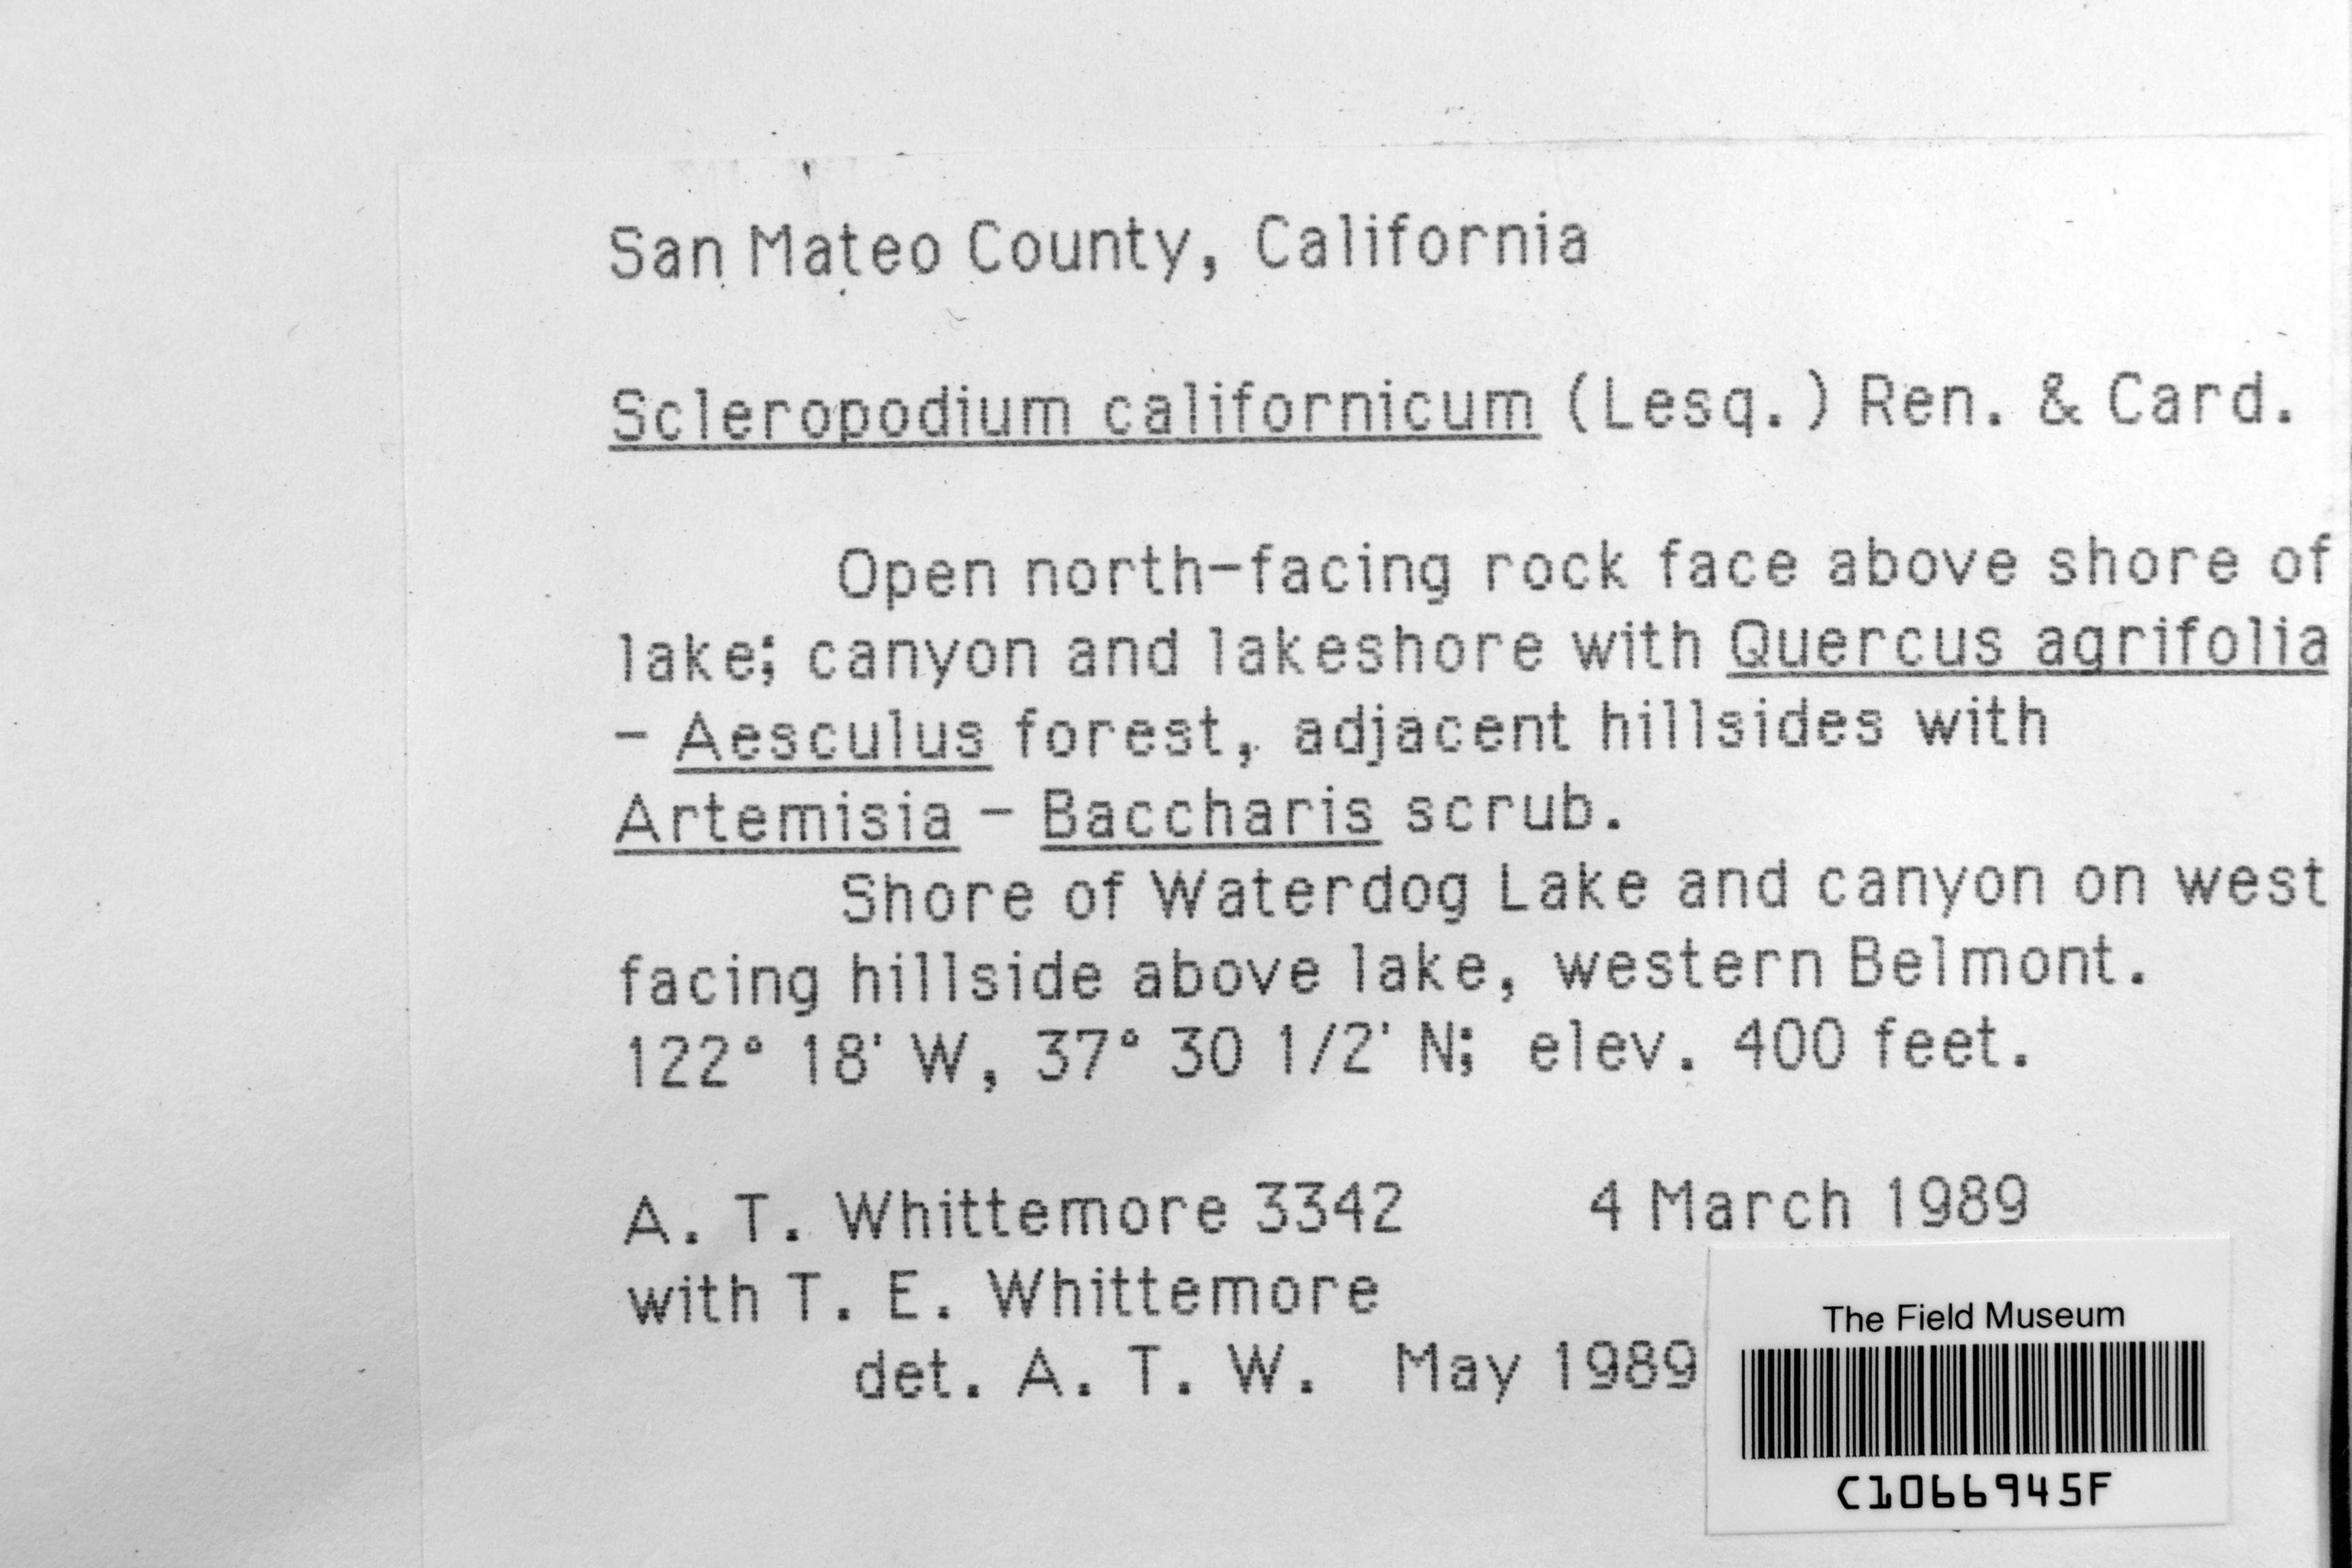 San Mateo County, California
Scleropodium californicum (Lesq.) Ren. & Card.
Open north-facing rock face above shore of
lake; canyon and lakeshore with Quercus agrifolia
- Aesculus forest, adjacent hillsides with
Artemisia - Baccharis scrub.
Shore of Waterdog Lake and canyon on west
facing hillside above lake, western Belmont.
122° 18' W, 37° 30 1/2' N; elev. 400 feet.
A. T. Whittemore 3342 4 March 1989
with T. E. Whittemore
det. A. T. W. May 1989
The Field Museum
C1066945F